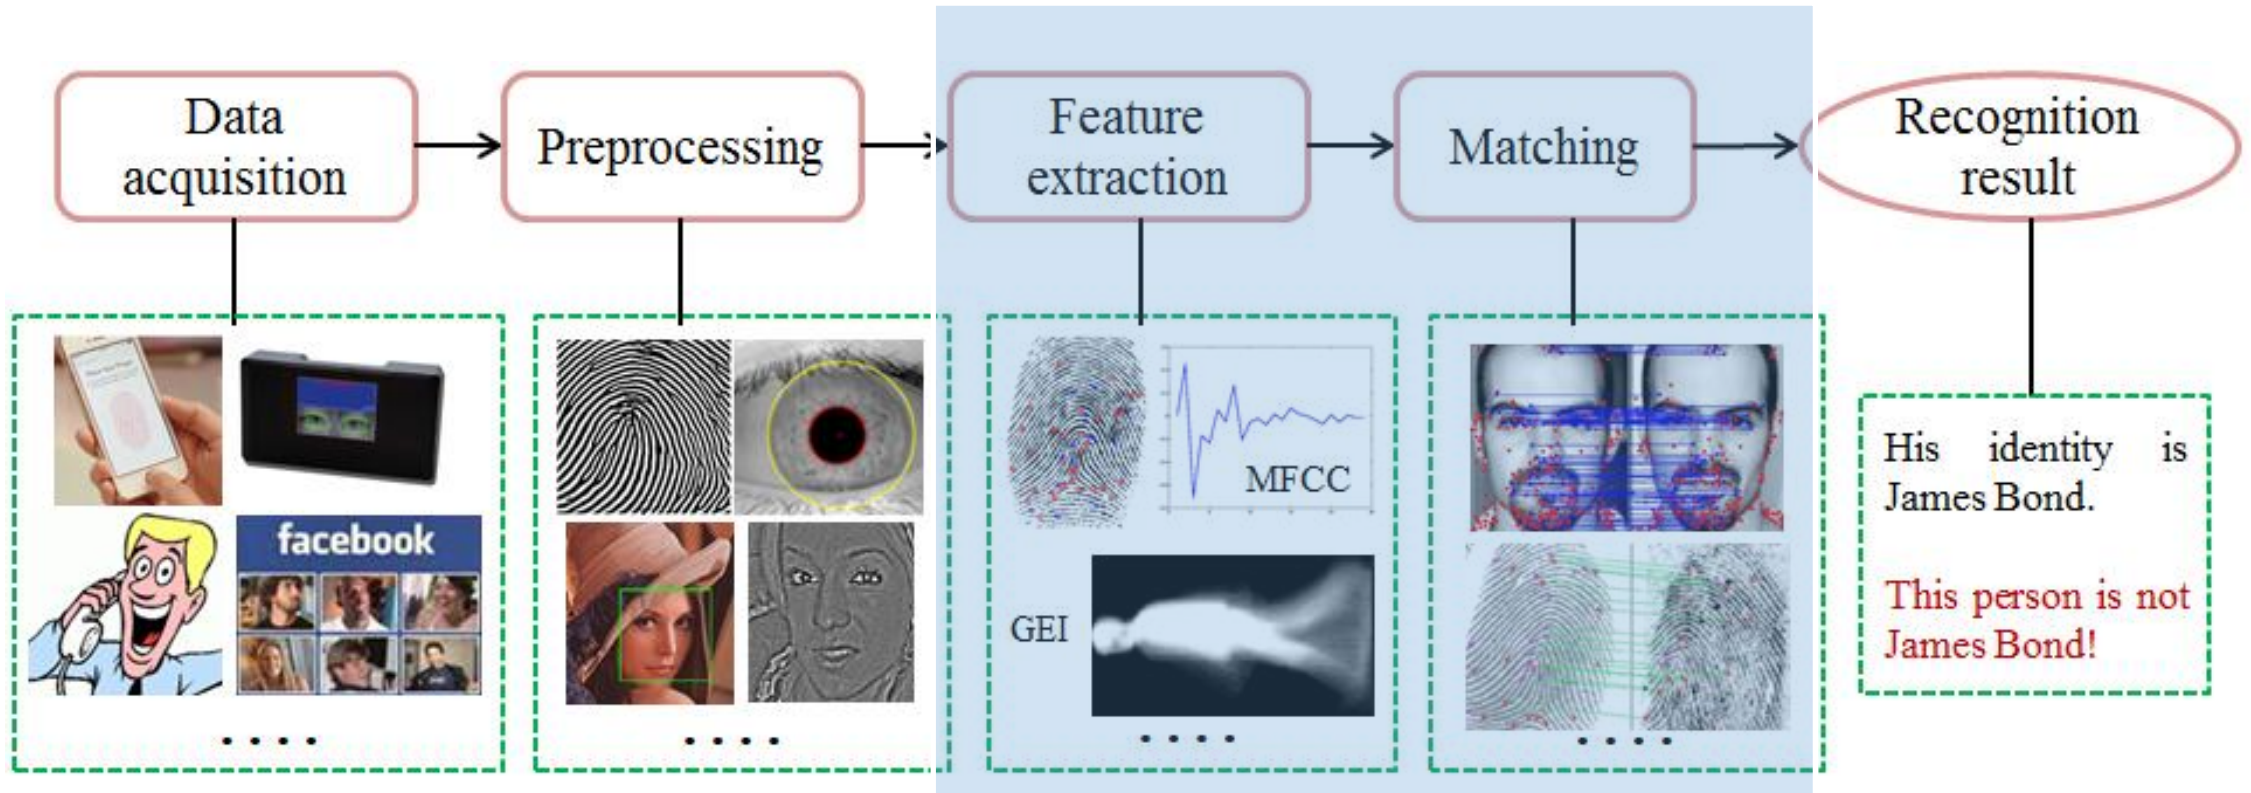 Data
acquisition
Preprocessing
Feature
extraction
Matching
Recognition
result
facebook
MFCC
GEI
His identity is
James Bond.
This person is not
James Bond!